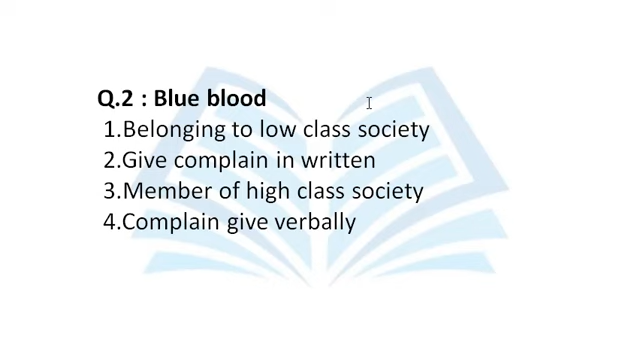 Q.2 : Blue blood
1.Belonging to low class society
2.Give complain in written
3.Member of high class society
4.Complain give verbally